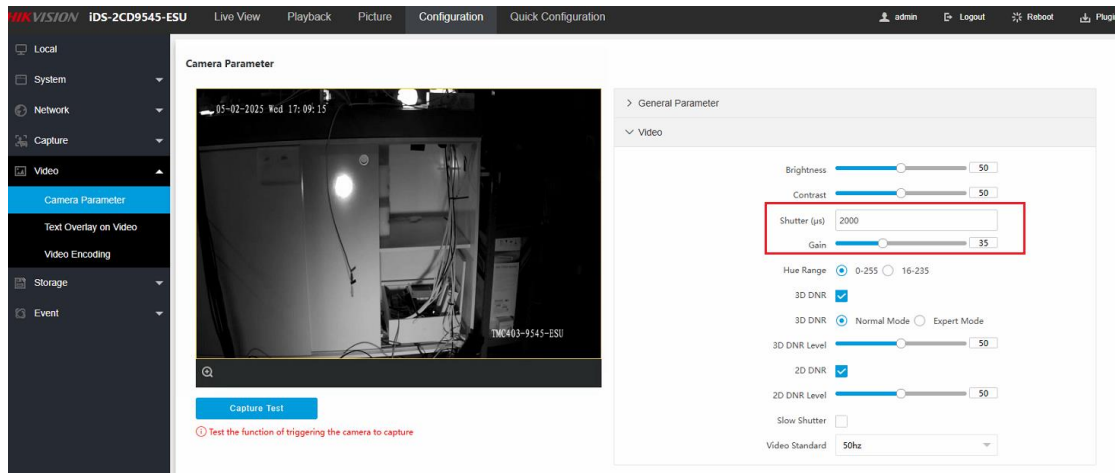 HIKVISION iDS-2CD9545-ESU Live View Playback Picture Configuration Quick Configuration admin Logout Reboot Plugi
Local
System
Network
Capture
Video
Camera Parameter
Text Overlay on Video
Video Encoding
Storage
Event
Camera Parameter
05-02-2025 Wed 17:09:15
TMC403-9545-ESU
Capture Test
Test the function of triggering the camera to capture
General Parameter
Video
Brightness 50
Contrast 50
Shutter (μs) 2000
Gain 35
Hue Range 0-255 16-235
3D DNR
3D DNR Normal Mode Expert Mode
3D DNR Level 50
2D DNR
2D DNR Level 50
Slow Shutter
Video Standard 50hz